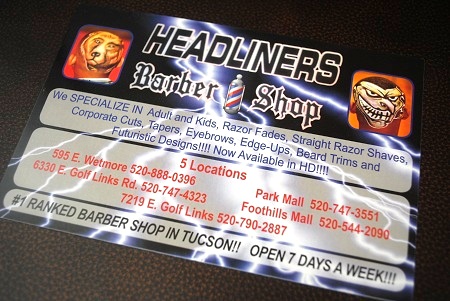 HEADLINERS
Barber Shop
We SPECIALIZE IN Adult and Kids, Razor Fades, Straight Razor Shaves,
Corporate Cuts, Tapers, Eyebrows, Edge-Ups, Beard Trims and
Futuristic Designs!!!! Now Available in HD!!!!
5 Locations
595 E. Wetmore 520-888-0396
Park Mall 520-747-3551
6330 E. Golf Links Rd. 520-747-4323
Foothills Mall 520-544-2090
7219 E. Golf Links 520-790-2887
#1 RANKED BARBER SHOP IN TUCSON!! OPEN 7 DAYS A WEEK!!!